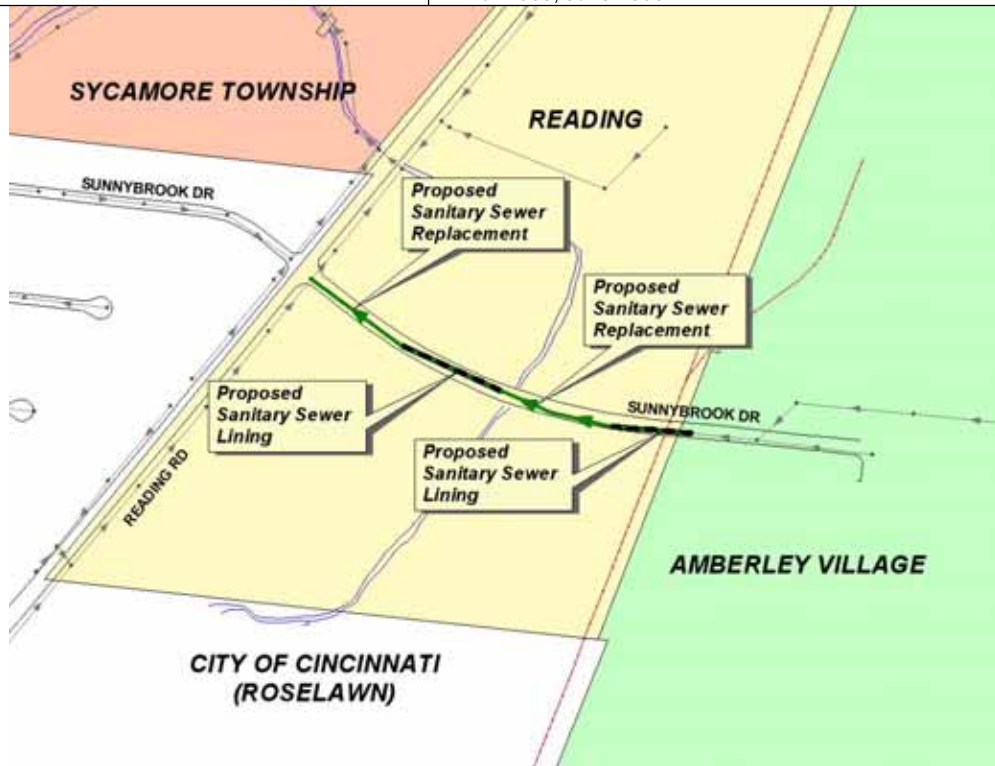 SYCAMORE TOWNSHIP
READING
SUNNYBROOK DR
Proposed
Sanitary Sewer
Replacement
Proposed
Sanitary Sewer
Replacement
Proposed
Sanitary Sewer
Lining
SUNNYBROOK DR
Proposed
Sanitary Sewer
Lining
READING RD
AMBERLEY VILLAGE
CITY OF CINCINNATI
(ROSELAWN)